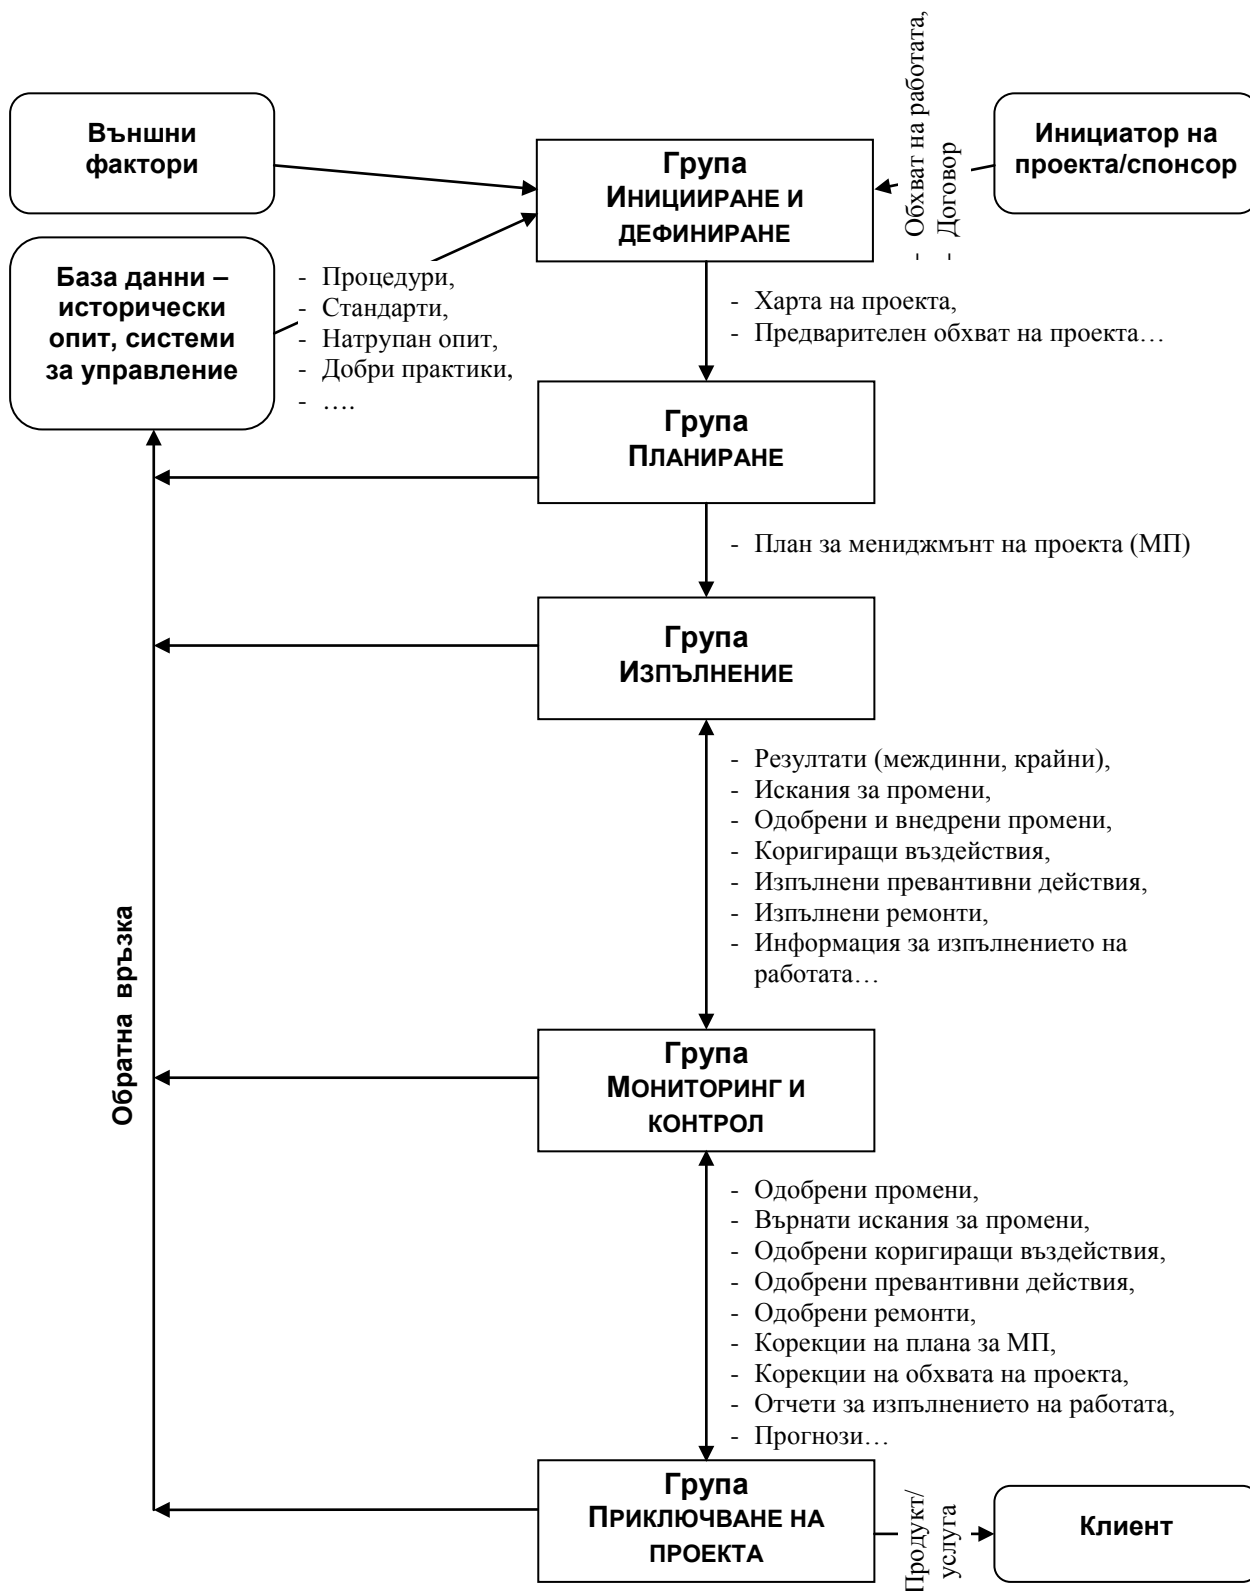 Външни
фактори
Група
Иницииране и
дефиниране
- Обхват на работата,
- Договор
Инициатор на
проекта/спонсор
База данни –
исторически
опит, системи
за управление
- Процедури,
- Стандарти,
- Натрупан опит,
- Добри практики,
- ….
- Харта на проекта,
- Предварителен обхват на проекта…
Група
Планиране
- План за мениджмънт на проекта (МП)
Група
Изпълнение
- Резултати (междинни, крайни),
- Искания за промени,
- Одобрени и внедрени промени,
- Коригиращи въздействия,
- Изпълнени превантивни действия,
- Изпълнени ремонти,
- Информация за изпълнението на
работата…
Обратна връзка
Група
Мониторинг и
контрол
- Одобрени промени,
- Върнати искания за промени,
- Одобрени коригиращи въздействия,
- Одобрени превантивни действия,
- Одобрени ремонти,
- Корекции на плана за МП,
- Корекции на обхвата на проекта,
- Отчети за изпълнението на работата,
- Прогнози…
Група
Приключване на
проекта
Продукт/
услуга
Клиент